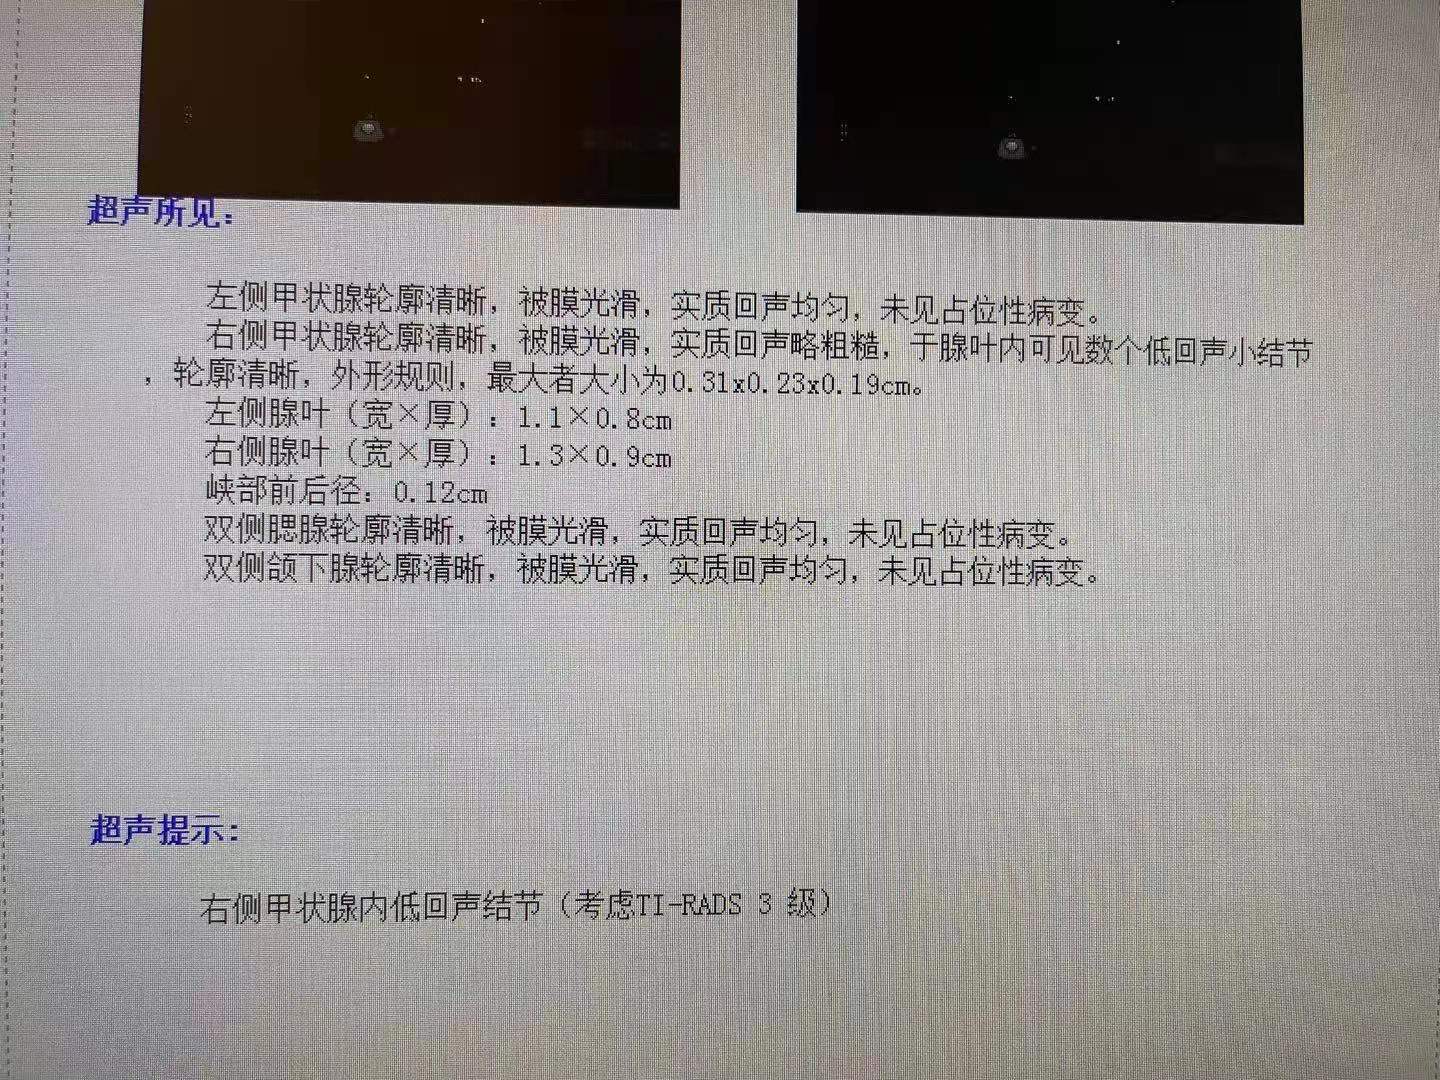 超声所见：
左侧甲状腺轮廓清晰，被膜光滑，实质回声均匀，未见占位性病变。
右侧甲状腺轮廓清晰，被膜光滑，实质回声略粗糙，于腺叶内可见数个低回声小结节
，轮廓清晰，外形规则，最大者大小为0.31x0.23x0.19cm。
左侧腺叶（宽×厚）：1.1×0.8cm
右侧腺叶（宽×厚）：1.3×0.9cm
峡部前后径：0.12cm
双侧腮腺轮廓清晰，被膜光滑，实质回声均匀，未见占位性病变。
双侧颌下腺轮廓清晰，被膜光滑，实质回声均匀，未见占位性病变。
超声提示：
右侧甲状腺内低回声结节（考虑TI-RADS 3 级）